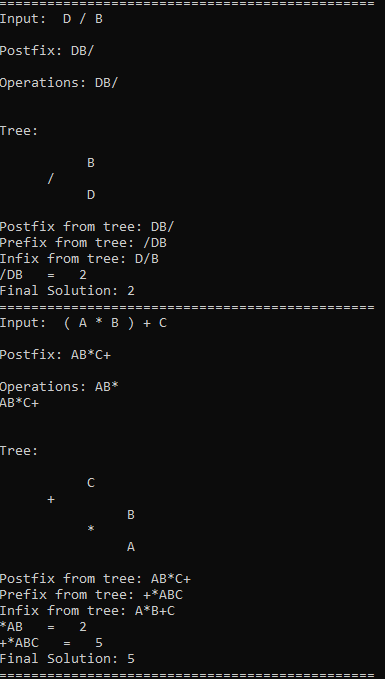 ===============================================
Input:  D / B
Postfix: DB/
Operations: DB/
Tree:
B
/
D
Postfix from tree: DB/
Prefix from tree: /DB
Infix from tree: D/B
/DB   =   2
Final Solution: 2
===============================================
Input:  ( A * B ) + C
Postfix: AB*C+
Operations: AB*
AB*C+
Tree:
C
+
B
*
A
Postfix from tree: AB*C+
Prefix from tree: +*ABC
Infix from tree: A*B+C
*AB   =   2
+*ABC   =   5
Final Solution: 5
===============================================